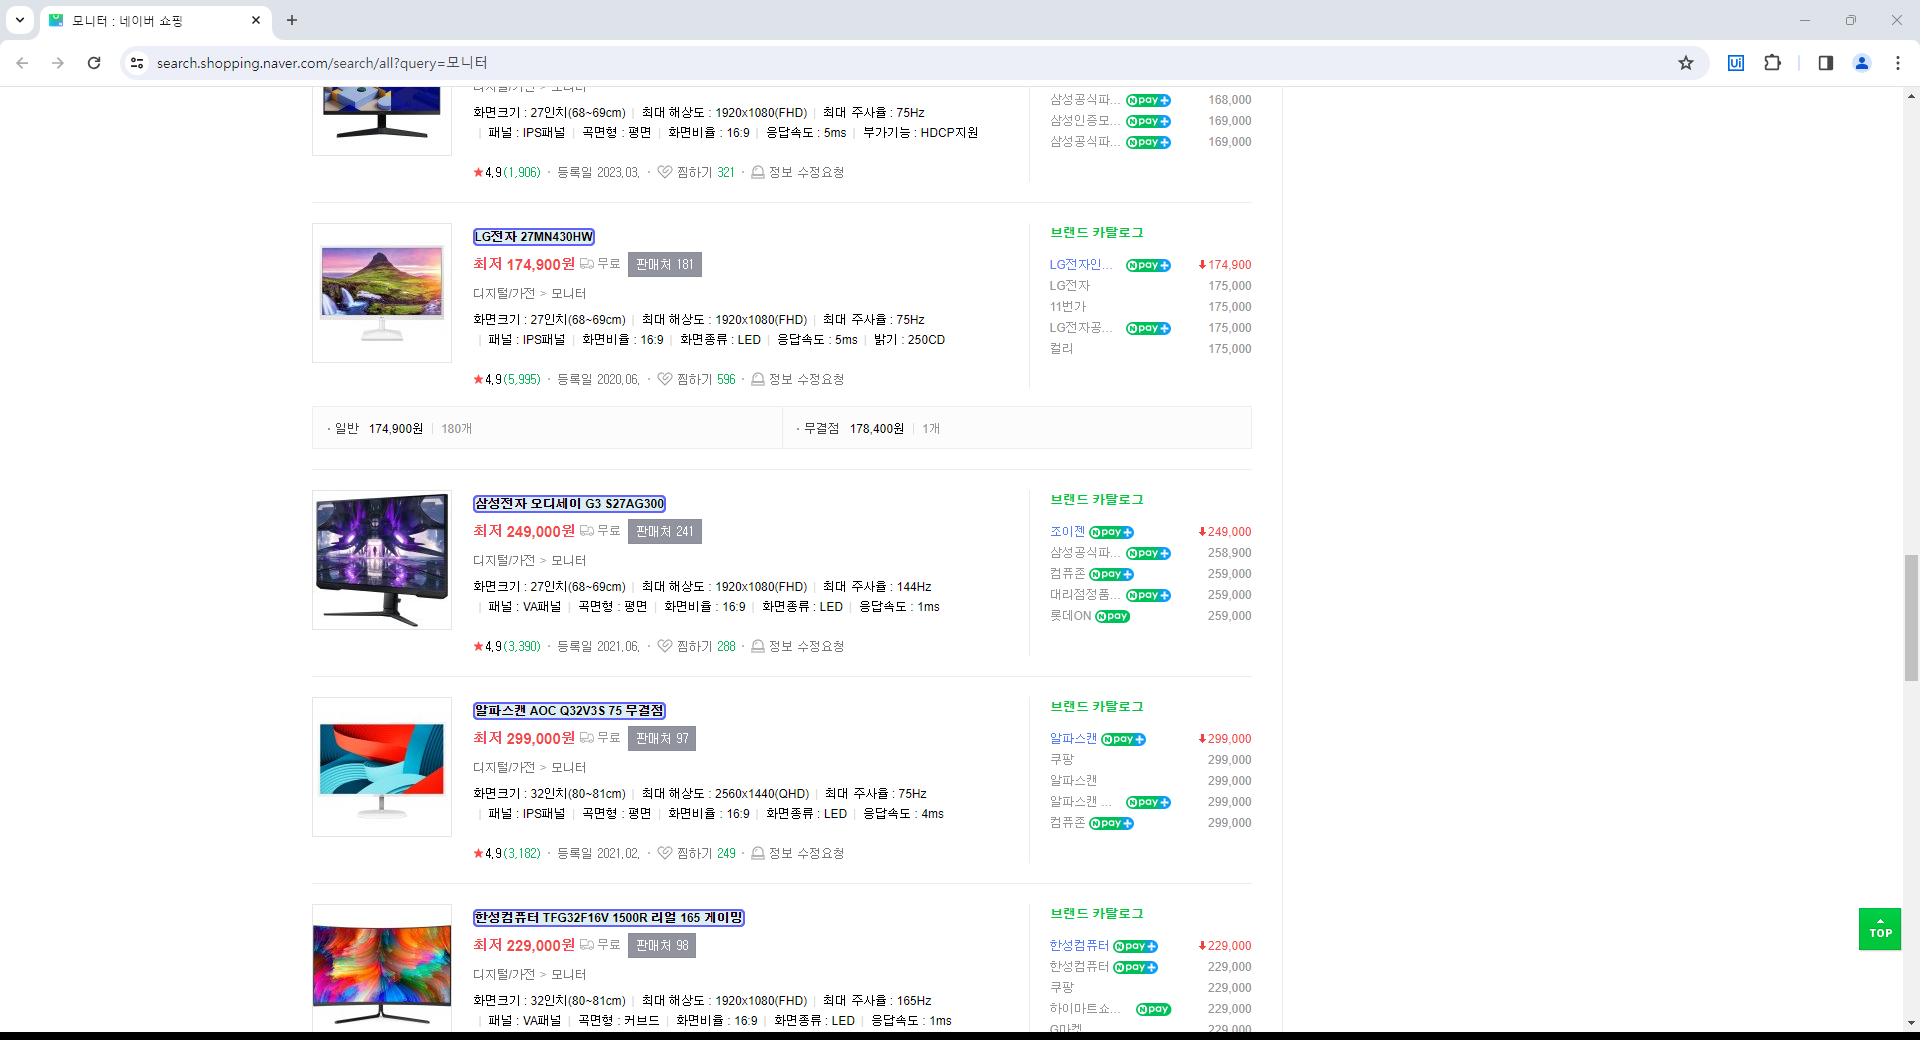 모니터 : 네이버 쇼핑
search.shopping.naver.com/search/all?query=모니터
Ui
디지털/가전 > 모니터
화면크기 : 27인치(68~69cm) | 최대 해상도 : 1920x1080(FHD) | 최대 주사율 : 75Hz
| 패널 : IPS패널 | 곡면형 : 평면 | 화면비율 : 16:9 | 응답속도 : 5ms | 부가기능 : HDCP지원
★4.9(1,906) · 등록일 2023.03. · 찜하기 321 · 정보 수정요청
삼성공식파... N pay+ 168,000
삼성인증모... N pay+ 169,000
삼성공식파... N pay+ 169,000
LG전자 27MN430HW
최저 174,900원 무료 판매처 181
디지털/가전 > 모니터
화면크기 : 27인치(68~69cm) | 최대 해상도 : 1920x1080(FHD) | 최대 주사율 : 75Hz
| 패널 : IPS패널 | 화면비율 : 16:9 | 화면종류 : LED | 응답속도 : 5ms | 밝기 : 250CD
★4.9(5,995) · 등록일 2020.06. · 찜하기 596 · 정보 수정요청
브랜드 카탈로그
LG전자인... N pay+ 174,900
LG전자 175,000
11번가 175,000
LG전자공... N pay+ 175,000
컬리 175,000
· 일반 174,900원 | 180개
· 무결점 178,400원 | 1개
삼성전자 오디세이 G3 S27AG300
최저 249,000원 무료 판매처 241
디지털/가전 > 모니터
화면크기 : 27인치(68~69cm) | 최대 해상도 : 1920x1080(FHD) | 최대 주사율 : 144Hz
| 패널 : VA패널 | 곡면형 : 평면 | 화면비율 : 16:9 | 화면종류 : LED | 응답속도 : 1ms
★4.9(3,390) · 등록일 2021.06. · 찜하기 288 · 정보 수정요청
브랜드 카탈로그
조이젠 N pay+ 249,000
삼성공식파... N pay+ 258,900
컴퓨존 N pay+ 259,000
대리점정품... N pay+ 259,000
롯데ON N pay 259,000
알파스캔 AOC Q32V3S 75 무결점
최저 299,000원 무료 판매처 97
디지털/가전 > 모니터
화면크기 : 32인치(80~81cm) | 최대 해상도 : 2560x1440(QHD) | 최대 주사율 : 75Hz
| 패널 : IPS패널 | 곡면형 : 평면 | 화면비율 : 16:9 | 화면종류 : LED | 응답속도 : 4ms
★4.9(3,182) · 등록일 2021.02. · 찜하기 249 · 정보 수정요청
브랜드 카탈로그
알파스캔 N pay+ 299,000
쿠팡 299,000
알파스캔 299,000
알파스캔 ... N pay+ 299,000
컴퓨존 N pay+ 299,000
한성컴퓨터 TFG32F16V 1500R 리얼 165 게이밍
최저 229,000원 무료 판매처 98
디지털/가전 > 모니터
화면크기 : 32인치(80~81cm) | 최대 해상도 : 1920x1080(FHD) | 최대 주사율 : 165Hz
| 패널 : VA패널 | 곡면형 : 커브드 | 화면비율 : 16:9 | 화면종류 : LED | 응답속도 : 1ms
브랜드 카탈로그
한성컴퓨터 N pay+ 229,000
한성컴퓨터 N pay+ 229,000
쿠팡 229,000
하이마트쇼... N pay 229,000
G마켓 229,000
TOP